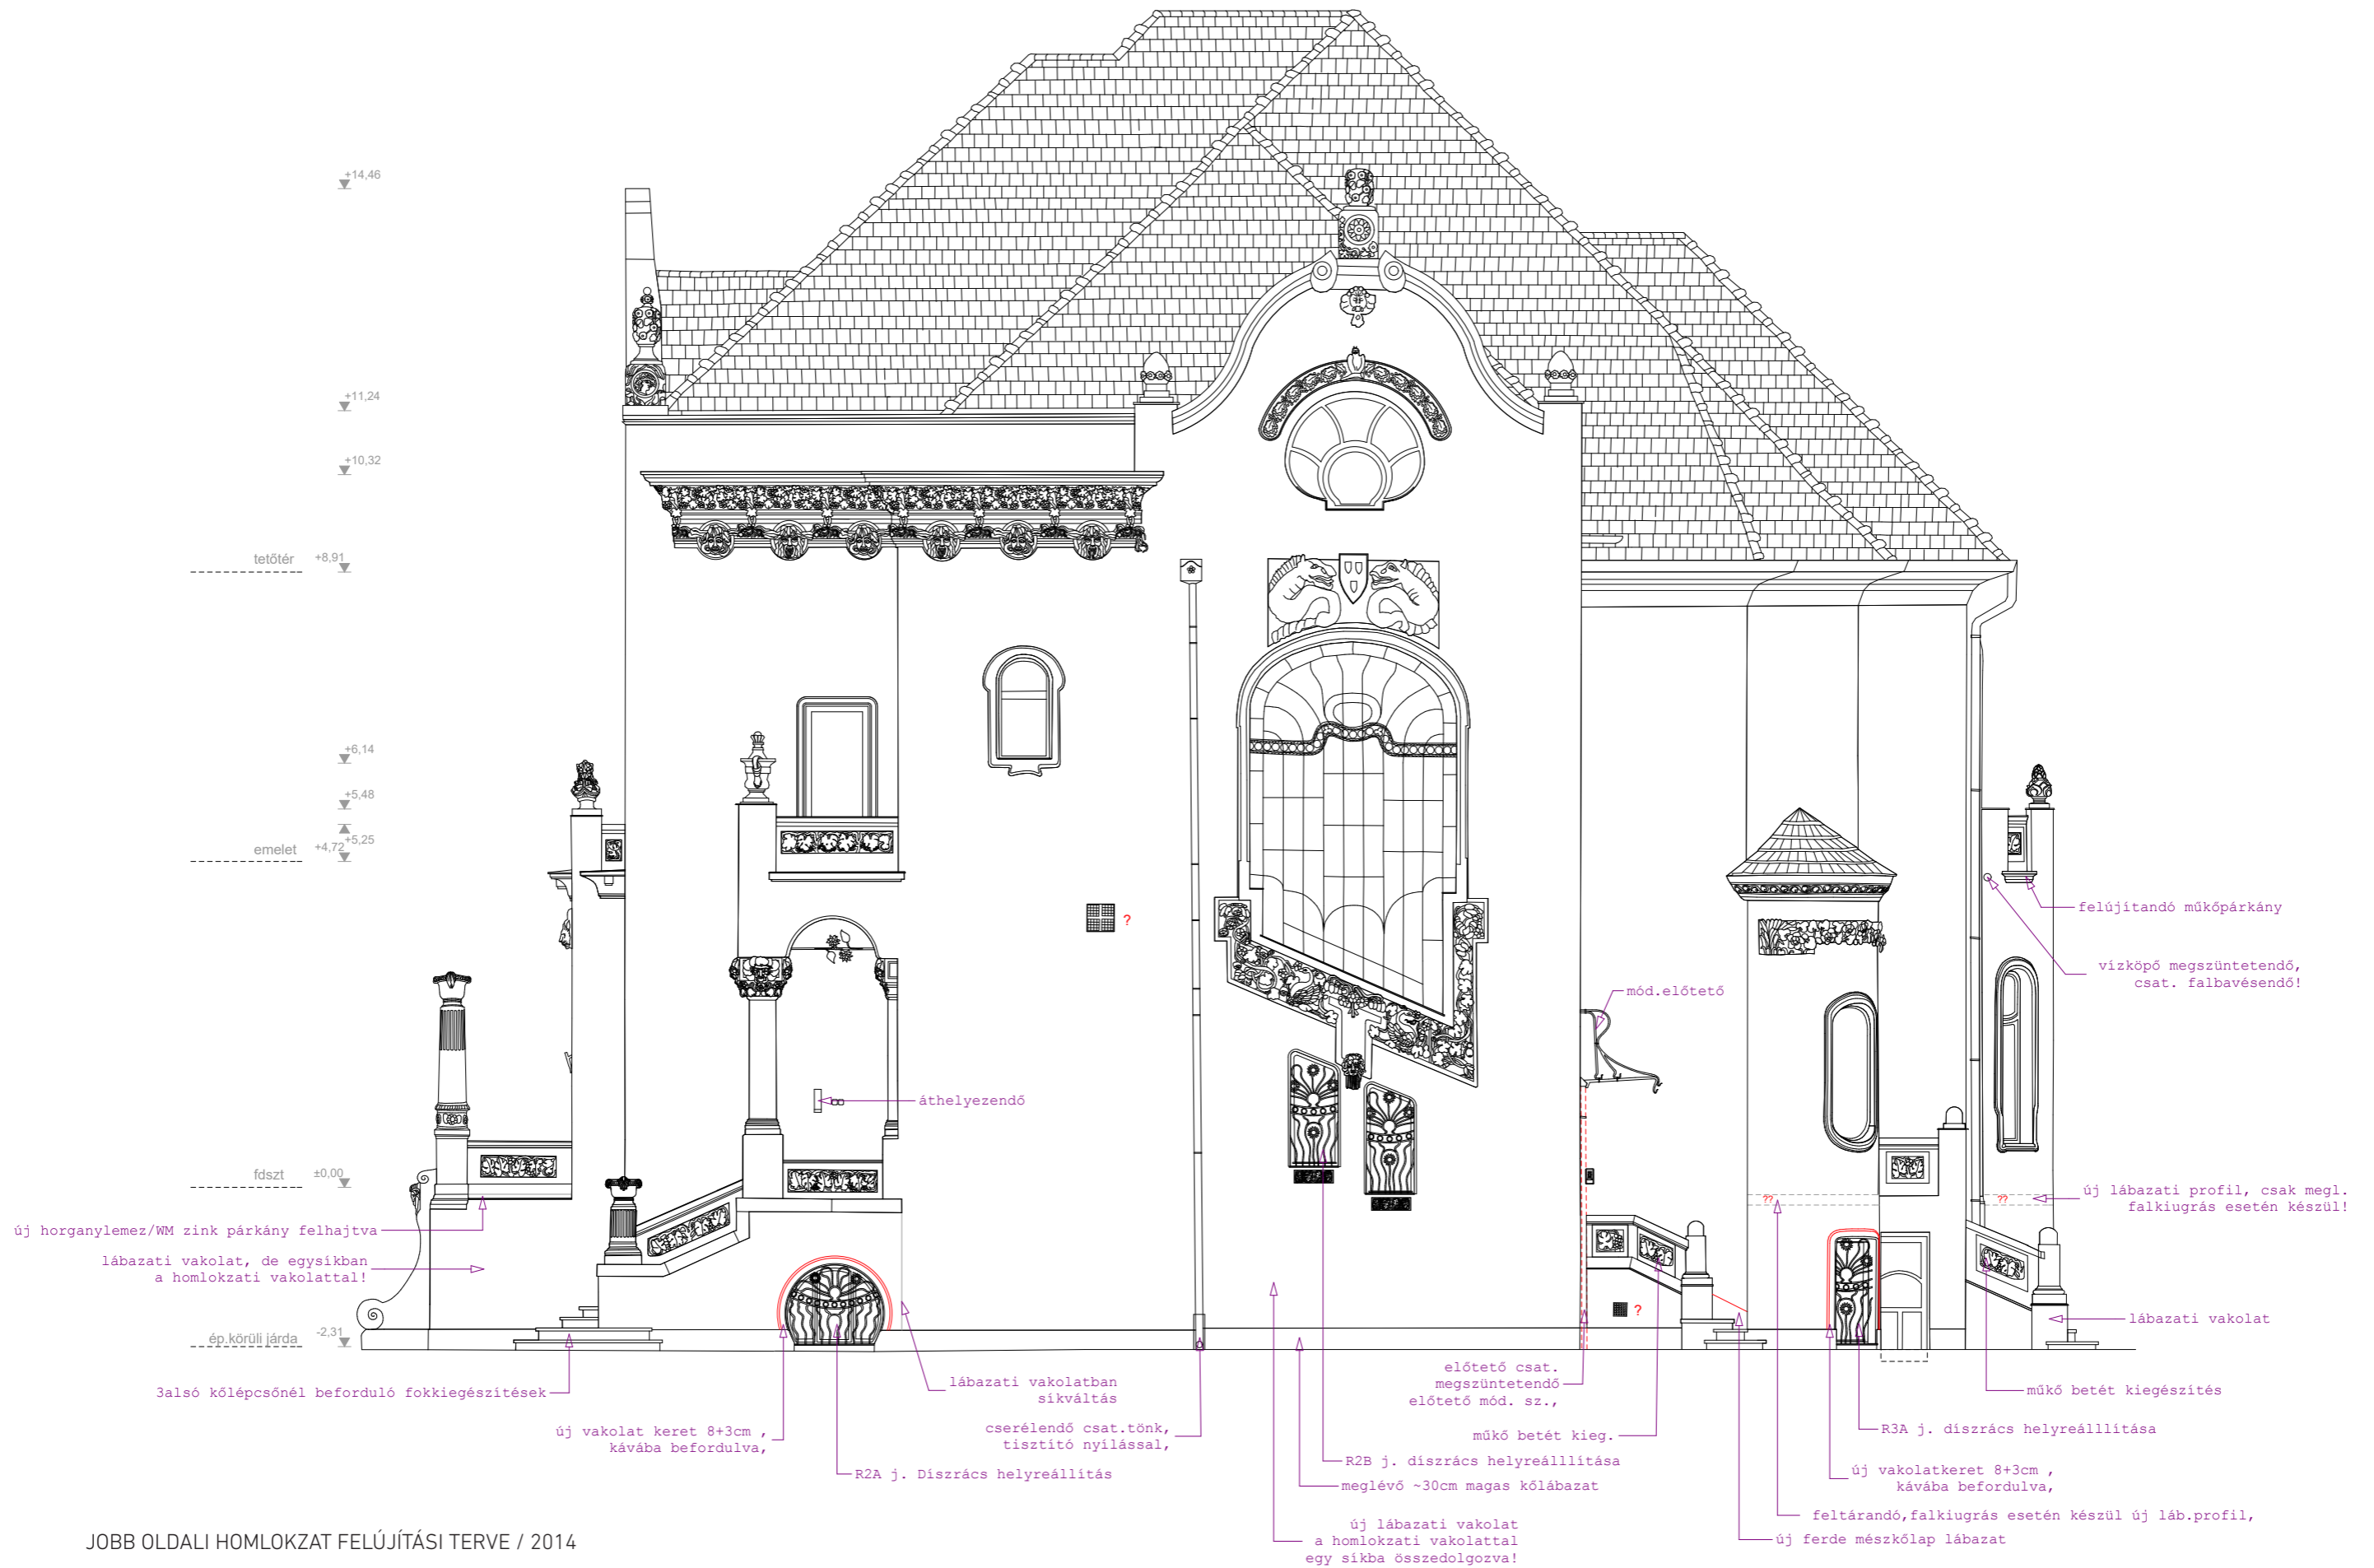 +14,46
+11,24
+10,32
tetőtér +8,91
+6,14
+5,48
+5,25
emelet +4,72
?
felújítandó műkőpárkány
vízköpő megszüntetendő,
csat. falbavésendő!
mód.előtető
áthelyezendő
fdszt ±0,00
??
??
új lábazati profil, csak megl.
falkiugrás esetén készül!
új horganylemez/WM zink párkány felhajtva
lábazati vakolat, de egysíkban
a homlokzati vakolattal!
?
lábazati vakolat
ép.körüli járda -2,31
3alsó kőlépcsőnél beforduló fokkiegészítések
lábazati vakolatban
síkváltás
előtető csat.
megszüntetendő
előtető mód. sz.,
műkő betét kiegészítés
új vakolat keret 8+3cm ,
kávába befordulva,
cserélendő csat.tönk,
tisztító nyílással,
műkő betét kieg.
R3A j. díszrács helyreálllítása
R2A j. Díszrács helyreállítás
R2B j. díszrács helyreálllítása
meglévő ~30cm magas kőlábazat
új vakolatkeret 8+3cm ,
kávába befordulva,
feltárandó,falkiugrás esetén készül új láb.profil,
új lábazati vakolat
a homlokzati vakolattal
egy síkba összedolgozva!
új ferde mészkőlap lábazat
JOBB OLDALI HOMLOKZAT FELÚJÍTÁSI TERVE / 2014